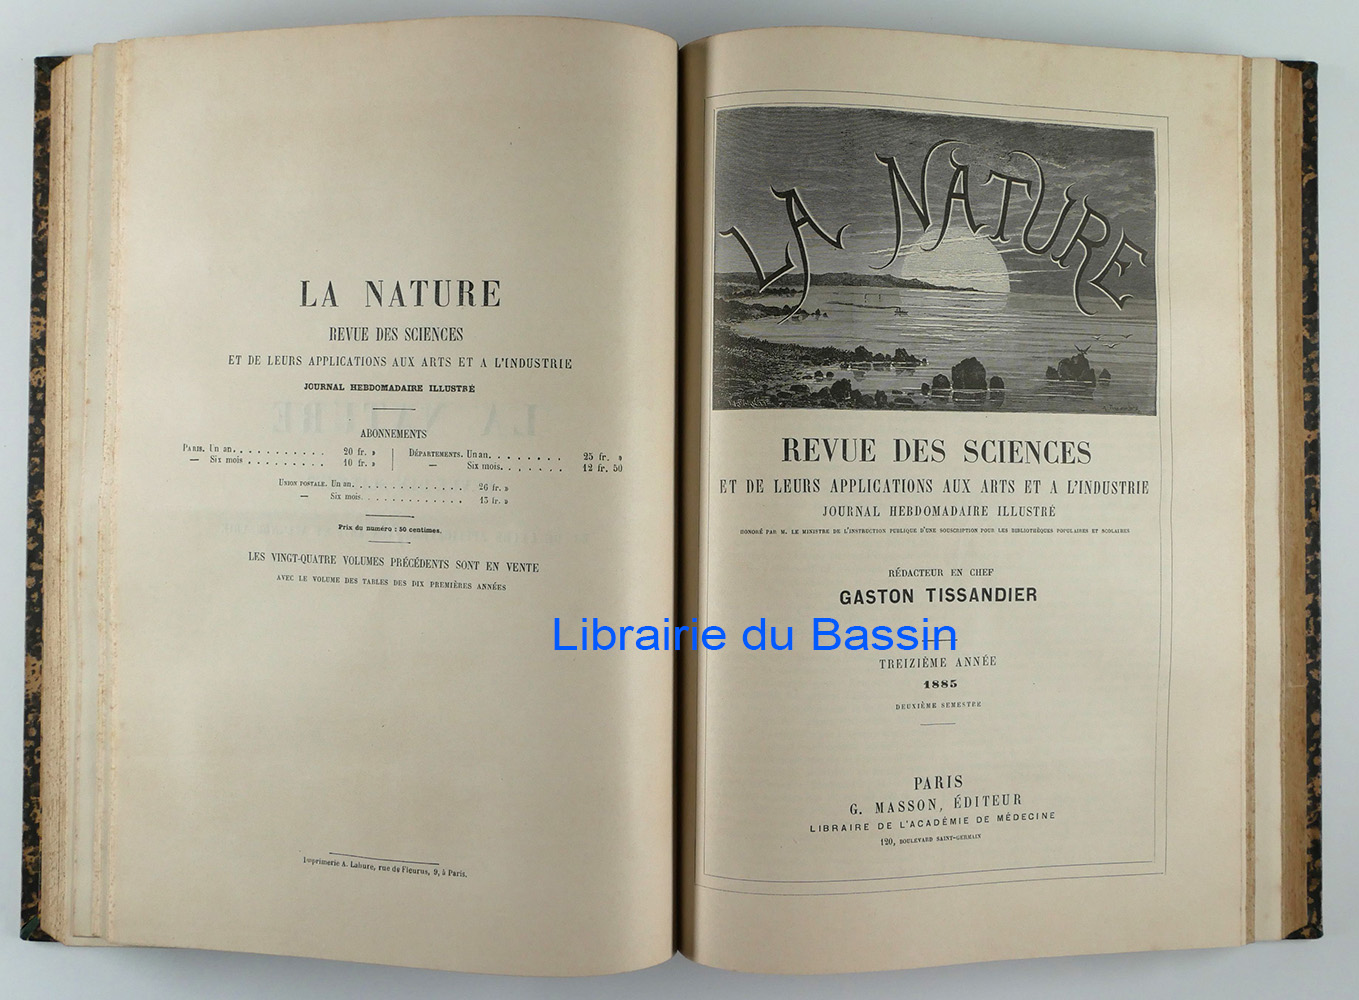 LA NATURE
REVUE DES SCIENCES
ET DE LEURS APPLICATIONS AUX ARTS ET A L'INDUSTRIE
JOURNAL HEBDOMADAIRE ILLUSTRÉ
ABONNEMENTS
PARIS. Un an. . . . . . . . . . . 20 fr. »
— Six mois . . . . . . . . . 10 fr. »
DÉPARTEMENTS. Un an. . . . . . . . . 25 fr. »
— Six mois. . . . . . . 12 fr. 50
UNION POSTALE. Un an. . . . . . . . . . . . . 26 fr. »
— Six mois. . . . . . . . . . . . 13 fr. »
Prix du numéro : 50 centimes.
LES VINGT-QUATRE VOLUMES PRÉCÉDENTS SONT EN VENTE
AVEC LE VOLUME DES TABLES DES DIX PREMIÈRES ANNÉES
Imprimerie A. Lahure, rue de Fleurus, 9, à Paris.
LA NATURE
REVUE DES SCIENCES
ET DE LEURS APPLICATIONS AUX ARTS ET A L'INDUSTRIE
JOURNAL HEBDOMADAIRE ILLUSTRÉ
HONORÉ PAR M. LE MINISTRE DE L'INSTRUCTION PUBLIQUE D'UNE SOUSCRIPTION POUR LES BIBLIOTHÈQUES POPULAIRES ET SCOLAIRES
RÉDACTEUR EN CHEF
GASTON TISSANDIER
Librairie du Bassin
TREIZIÈME ANNÉE
1885
DEUXIÈME SEMESTRE
PARIS
G. MASSON, ÉDITEUR
LIBRAIRE DE L'ACADÉMIE DE MÉDECINE
120, BOULEVARD SAINT-GERMAIN